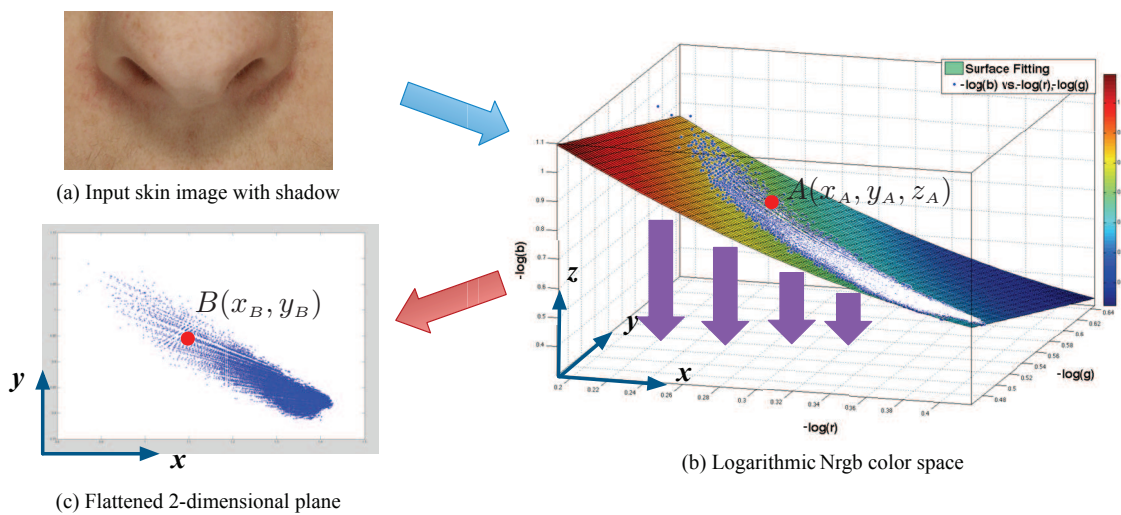 (a) Input skin image with shadow
Surface Fitting
-log(b) vs.-log(r),-log(g)
A(x_A, y_A, z_A)
1.1
1
0.9
0.8
0.7
0.6
0.5
0.4
-log(b)
z
y
x
0.2
0.22
0.24
0.26
0.28
0.3
0.32
0.34
0.36
0.38
0.4
-log(r)
0.48
0.5
0.52
0.54
0.56
0.58
0.6
0.62
0.64
-log(g)
(b) Logarithmic Nrgb color space
B(x_B, y_B)
y
x
(c) Flattened 2-dimensional plane